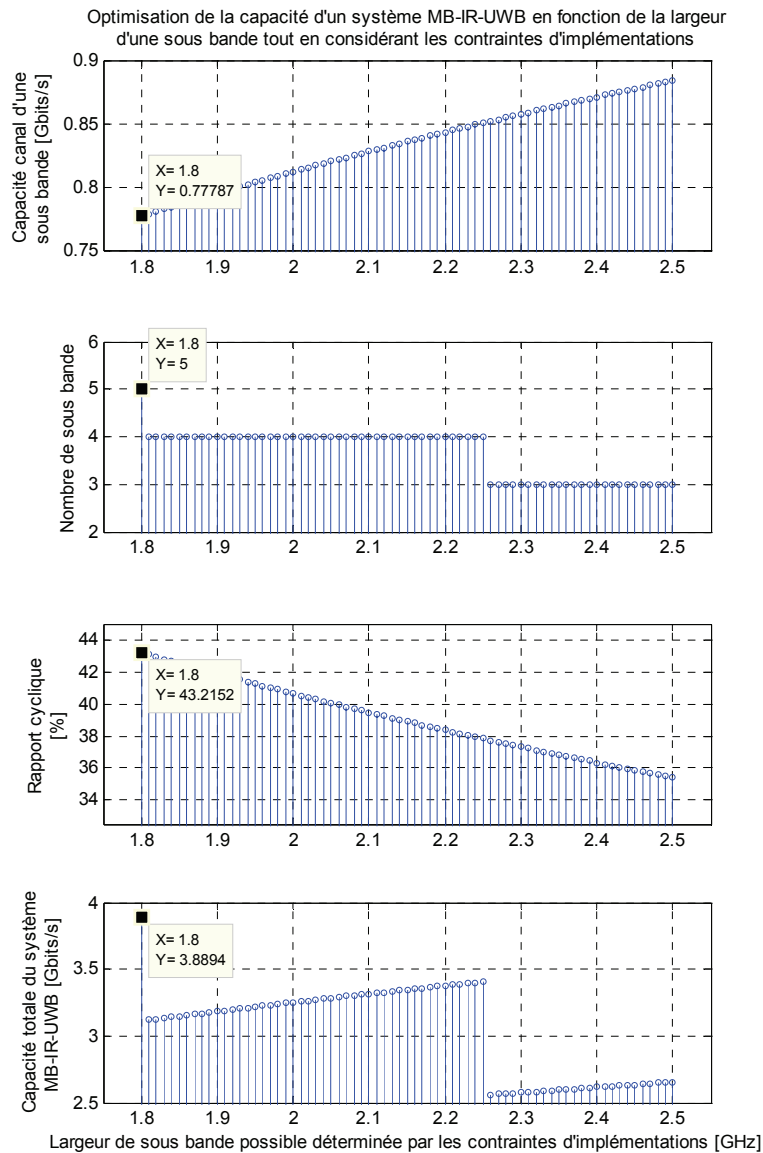 Optimisation de la capacité d'un système MB-IR-UWB en fonction de la largeur
d'une sous bande tout en considérant les contraintes d'implémentations
Capacité canal d'une
sous bande [Gbits/s]
0.9
0.85
0.8
0.75
X= 1.8
Y= 0.77787
1.8 1.9 2 2.1 2.2 2.3 2.4 2.5
Nombre de sous bande
6
5
4
3
2
X= 1.8
Y= 5
1.8 1.9 2 2.1 2.2 2.3 2.4 2.5
Rapport cyclique
[%]
44
42
40
38
36
34
X= 1.8
Y= 43.2152
1.8 1.9 2 2.1 2.2 2.3 2.4 2.5
Capacité totale du système
MB-IR-UWB [Gbits/s]
4
3.5
3
2.5
X= 1.8
Y= 3.8894
1.8 1.9 2 2.1 2.2 2.3 2.4 2.5
Largeur de sous bande possible déterminée par les contraintes d'implémentations [GHz]